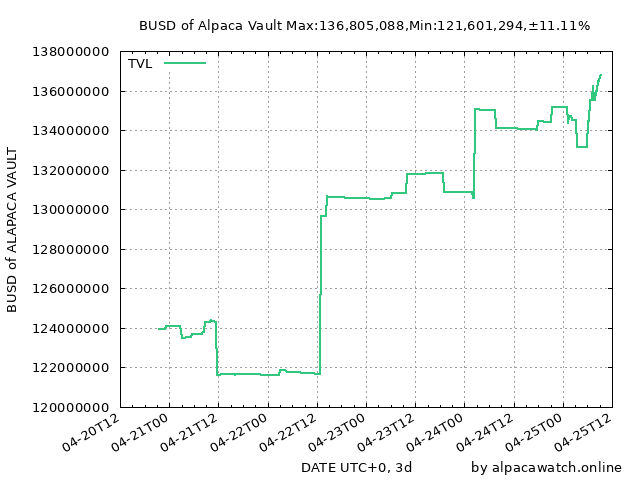 BUSD of Alpaca Vault Max:136,805,088,Min:121,601,294,±11.11%
TVL
BUSD of ALAPACA VAULT
138000000
136000000
134000000
132000000
130000000
128000000
126000000
124000000
122000000
120000000
04-20T12
04-21T00
04-21T12
04-22T00
04-22T12
04-23T00
04-23T12
04-24T00
04-24T12
04-25T00
04-25T12
DATE UTC+0, 3d
by alpacawatch.online